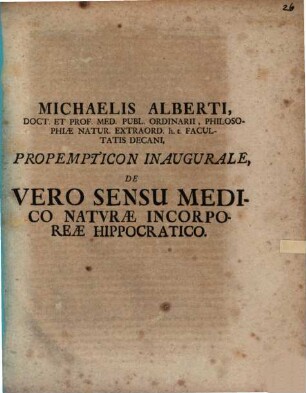 26
MICHAELIS ALBERTI,
DOCT. ET PROF. MED. PUBL. ORDINARII, PHILOSO-
PHIÆ NATUR. EXTRAORD. h. t. FACUL-
TATIS DECANI,
PROPEMPTICON INAUGURALE,
DE
VERO SENSU MEDI-
CO NATVRÆ INCORPO-
REÆ HIPPOCRATICO.